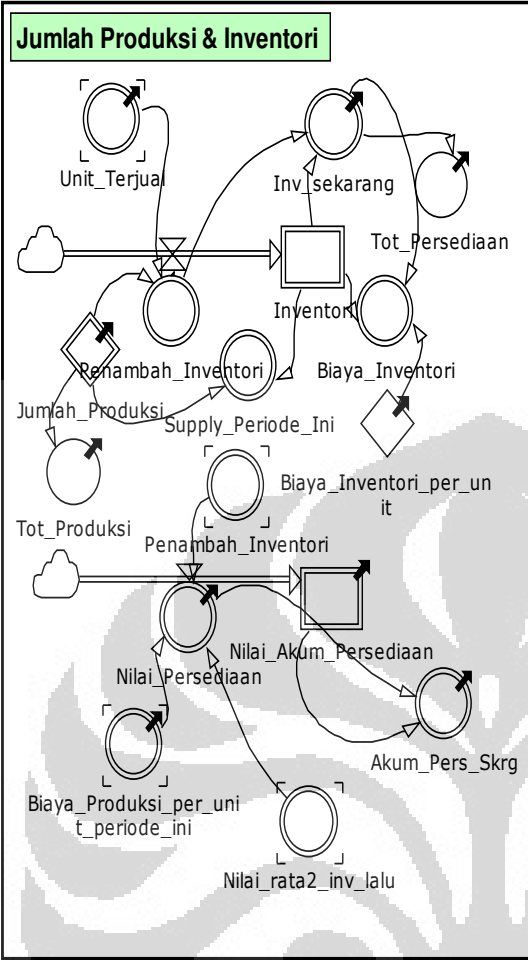 Jumlah Produksi & Inventori
Unit_Terjual
Inv_sekarang
Tot_Persediaan
Inventori
Penambah_Inventori
Biaya_Inventori
Jumlah_Produksi
Supply_Periode_Ini
Biaya_Inventori_per_un
it
Tot_Produksi
Penambah_Inventori
Nilai_Akum_Persediaan
Nilai_Persediaan
Akum_Pers_Skrg
Biaya_Produksi_per_uni
t_periode_ini
Nilai_rata2_inv_lalu